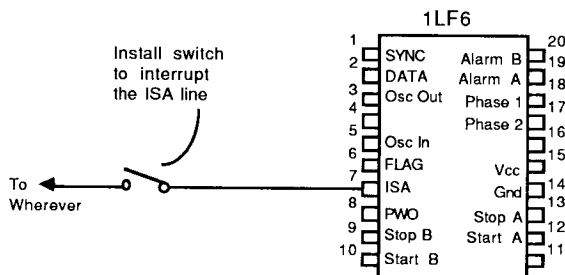 1LF6
Install switch
to interrupt
the ISA line
To
Wherever
1
2
3
4
5
6
7
8
9
10
SYNC
DATA
Osc Out
Osc In
FLAG
ISA
PWO
Stop B
Start B
20
19
18
17
16
15
14
13
12
11
Alarm B
Alarm A
Phase 1
Phase 2
Vcc
Gnd
Stop A
Start A